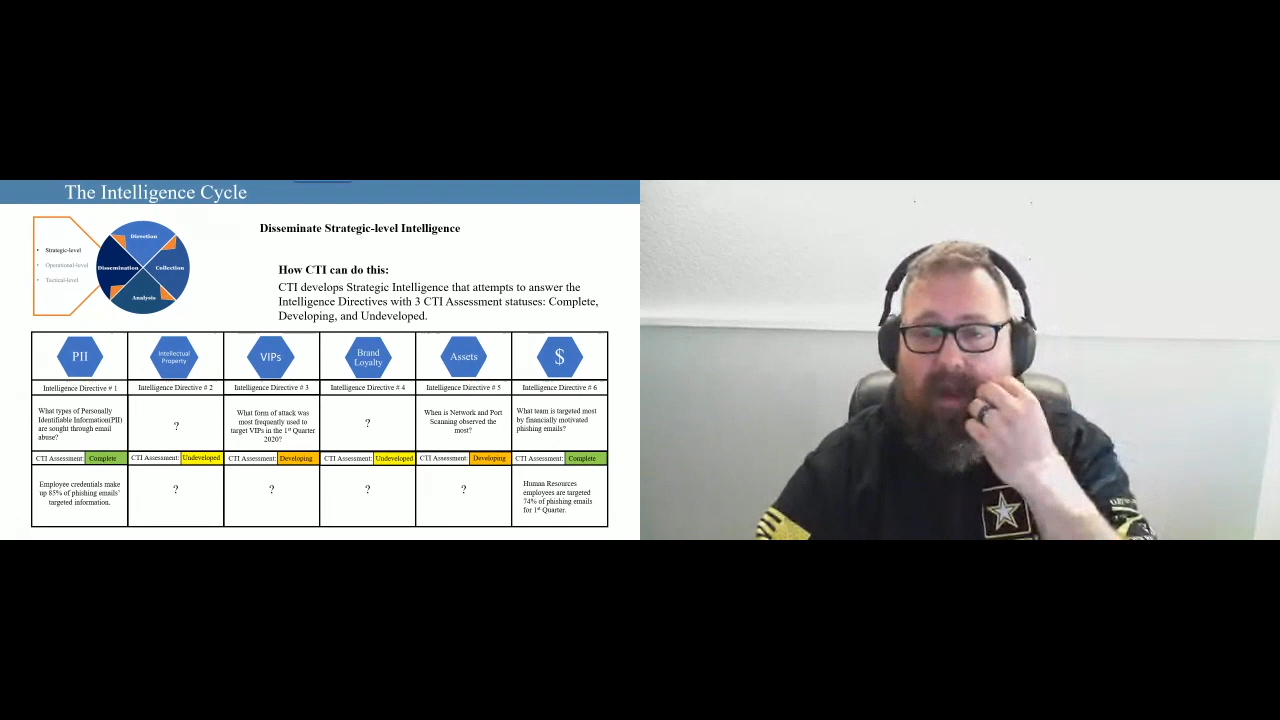 The Intelligence Cycle
• Strategic-level
• Operational-level
• Tactical-level
Direction
Dissemination
Collection
Analysis
Disseminate Strategic-level Intelligence
How CTI can do this:
CTI develops Strategic Intelligence that attempts to answer the
Intelligence Directives with 3 CTI Assessment statuses: Complete,
Developing, and Undeveloped.
PII
Intellectual
Property
VIPs
Brand
Loyalty
Assets
$
Intelligence Directive # 1
Intelligence Directive # 2
Intelligence Directive # 3
Intelligence Directive # 4
Intelligence Directive # 5
Intelligence Directive # 6
What types of Personally
Identifiable Information(PII)
are sought through email
abuse?
?
What form of attack was
most frequently used to
target VIPs in the 1st Quarter
2020?
?
When is Network and Port
Scanning observed the
most?
What team is targeted most
by financially motivated
phishing emails?
CTI Assessment: Complete
CTI Assessment: Undeveloped
CTI Assessment: Developing
CTI Assessment: Undeveloped
CTI Assessment Developing
CTI Assessment: Complete
Employee credentials make
up 85% of phishing emails'
targeted information.
?
?
?
?
Human Resources
employees are targeted
74% of phishing emails
for 1st Quarter.